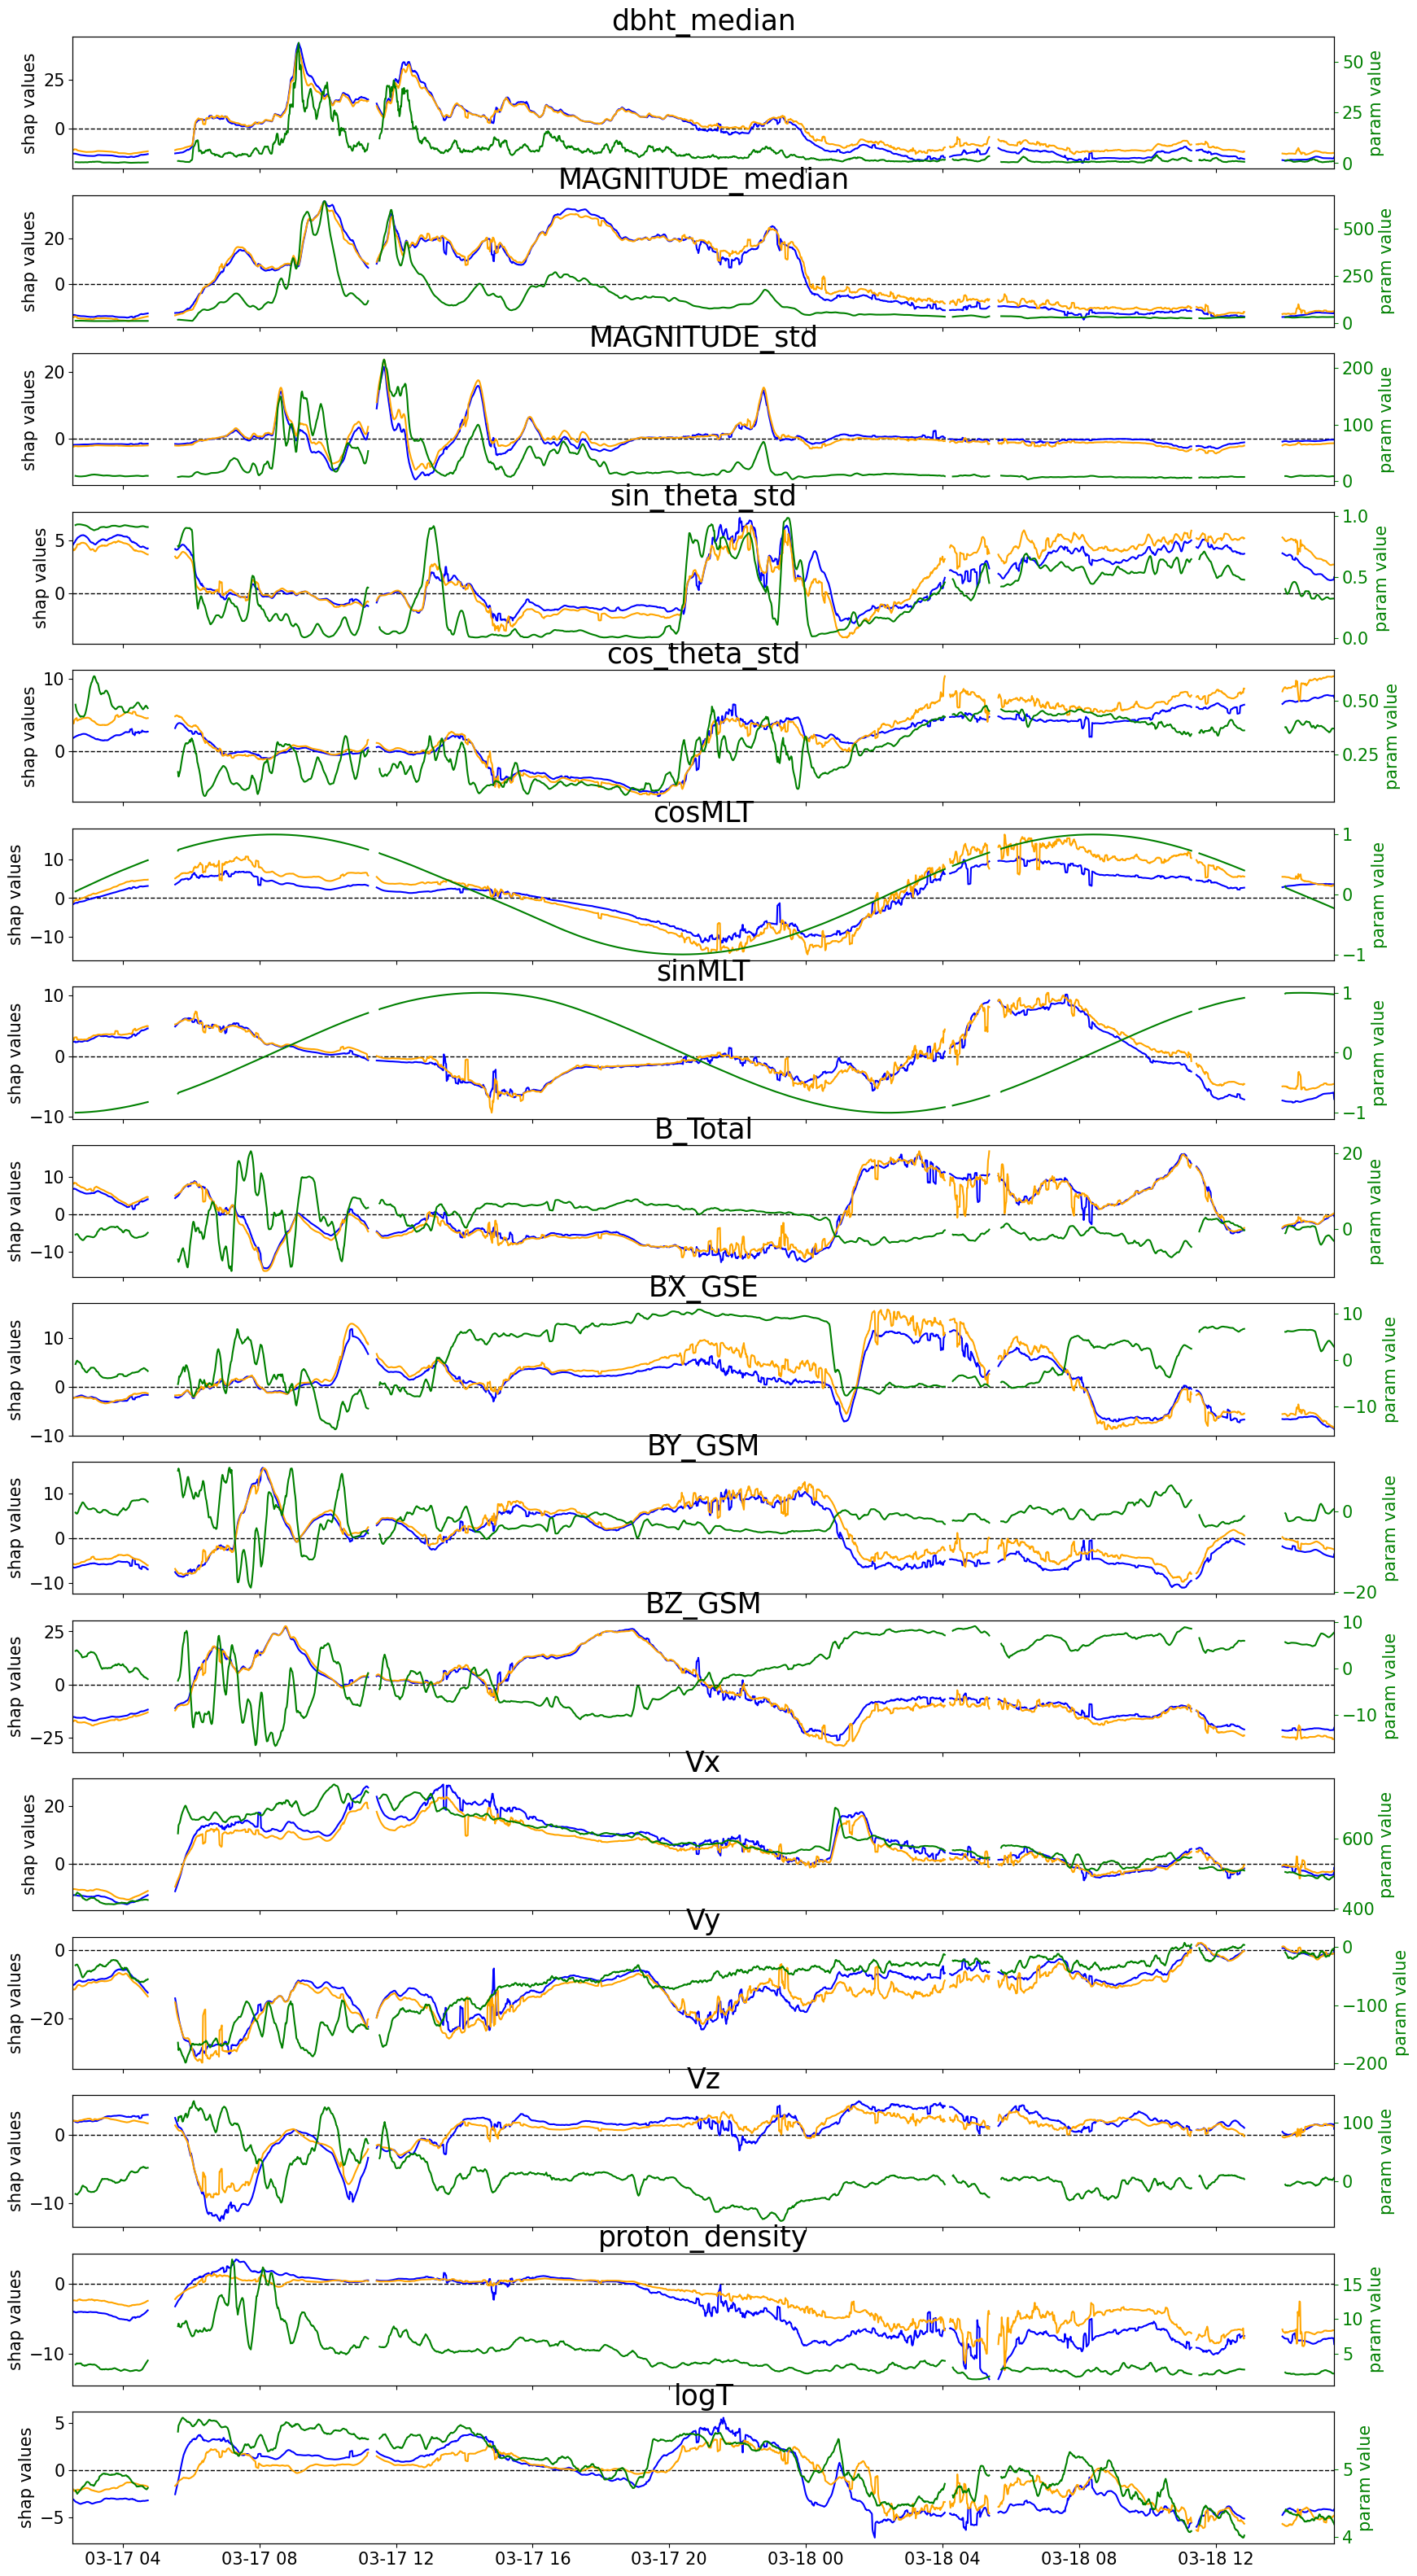 dbht_median
shap values
25
0
50
25
0
param value
MAGNITUDE_median
shap values
20
0
500
250
0
param value
MAGNITUDE_std
shap values
20
0
200
100
0
param value
sin_theta_std
shap values
5
0
1.0
0.5
0.0
param value
cos_theta_std
shap values
10
5
0
0.50
0.25
param value
cosMLT
shap values
10
0
−10
1
0
−1
param value
sinMLT
shap values
10
0
−10
1
0
−1
param value
B_Total
shap values
10
0
−10
20
0
param value
BX_GSE
shap values
10
0
−10
10
0
−10
param value
BY_GSM
shap values
10
0
−10
0
−20
param value
BZ_GSM
shap values
25
0
−25
10
0
−10
param value
Vx
shap values
20
0
600
400
param value
Vy
shap values
0
−20
0
−100
−200
param value
Vz
shap values
0
−10
100
0
param value
proton_density
shap values
0
−10
15
10
5
param value
logT
shap values
5
0
−5
5
4
param value
03-17 04 03-17 08 03-17 12 03-17 16 03-17 20 03-18 00 03-18 04 03-18 08 03-18 12